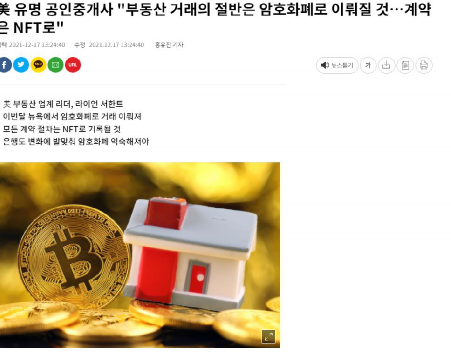 美 유명 공인중개사 "부동산 거래의 절반은 암호화폐로 이뤄질 것…계약
은 NFT로"
입력 2021-12-17 13:24:40 수정 2021.12.17 13:24:40 홍유진 기자
URL 뉴스듣기 가
美 부동산 업계 리더, 라이언 서한트
이번달 뉴욕에서 암호화폐로 거래 이뤄져
모든 계약 절차는 NFT로 기록될 것
은행도 변화에 발맞춰 암호화폐 익숙해져야